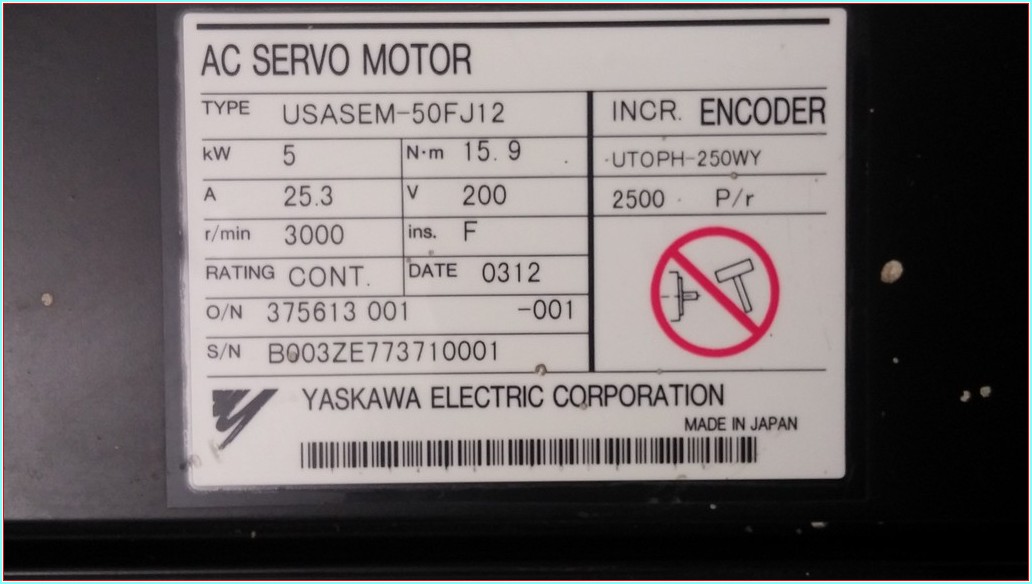 AC SERVO MOTOR
TYPE USASEM-50FJ12
kW 5 N·m 15.9
A 25.3 V 200
r/min 3000 ins. F
RATING CONT. DATE 0312
O/N 375613 001 -001
S/N B003ZE773710001
INCR. ENCODER
UTOPH-250WY
2500 P/r
YASKAWA ELECTRIC CORPORATION
MADE IN JAPAN